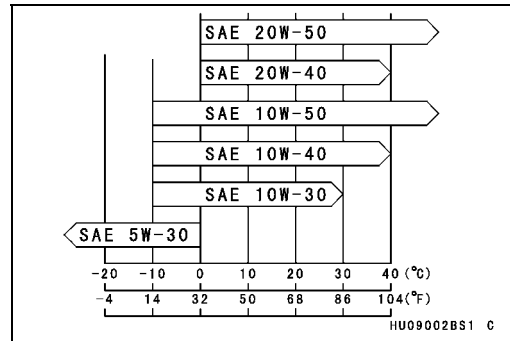 SAE 20W-50
SAE 20W-40
SAE 10W-50
SAE 10W-40
SAE 10W-30
SAE 5W-30
-20 -10 0 10 20 30 40 (°C)
-4 14 32 50 68 86 104(°F)
HU09002BS1 C